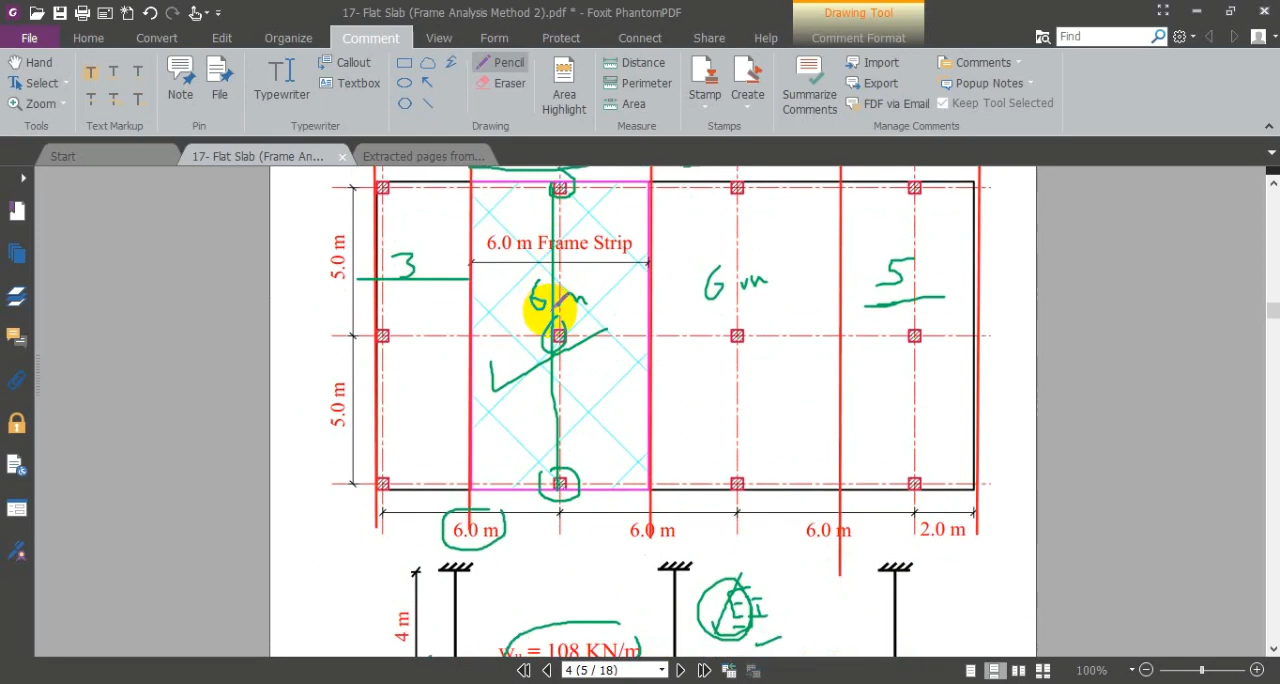 17- Flat Slab (Frame Analysis Method 2).pdf * - Foxit PhantomPDF
Drawing Tool
File Home Convert Edit Organize Comment View Form Protect Connect Share Help Comment Format
Find
Hand
Select
Zoom
Tools
Text Markup
Note
File
Pin
Typewriter
Callout
Textbox
Typewriter
Pencil
Eraser
Area Highlight
Drawing
Distance
Perimeter
Area
Measure
Stamp
Create
Stamps
Summarize Comments
Import
Export
FDF via Email
Comments
Popup Notes
Keep Tool Selected
Manage Comments
Start
17- Flat Slab (Frame An...
Extracted pages from...
5.0 m
6.0 m Frame Strip
3
6 m
6 m
5
5.0 m
6.0 m 6.0 m 6.0 m 2.0 m
4 m
EI
wu = 108 KN/m
4 (5 / 18)
100%